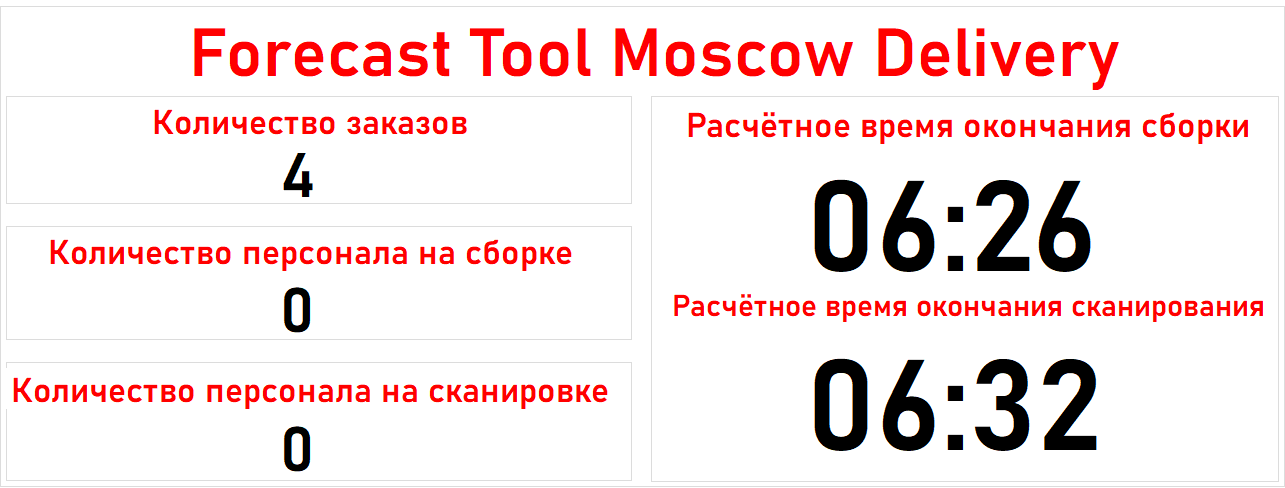 Forecast Tool Moscow Delivery
Количество заказов
4
Количество персонала на сборке
0
Количество персонала на сканировке
0
Расчётное время окончания сборки
06:26
Расчётное время окончания сканирования
06:32